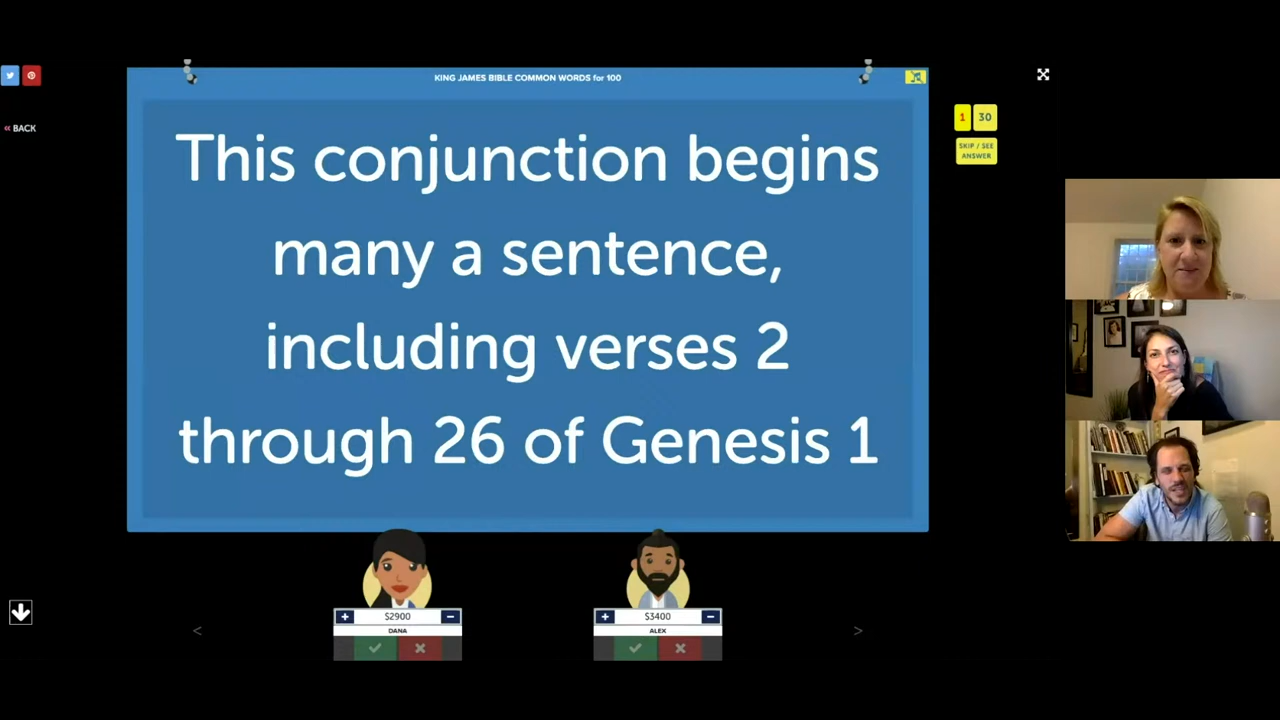 KING JAMES BIBLE COMMON WORDS for 100
« BACK
This conjunction begins
many a sentence,
including verses 2
through 26 of Genesis 1
1 30
SKIP / SEE
ANSWER
+ $2900 −
DANA
+ $3400 −
ALEX